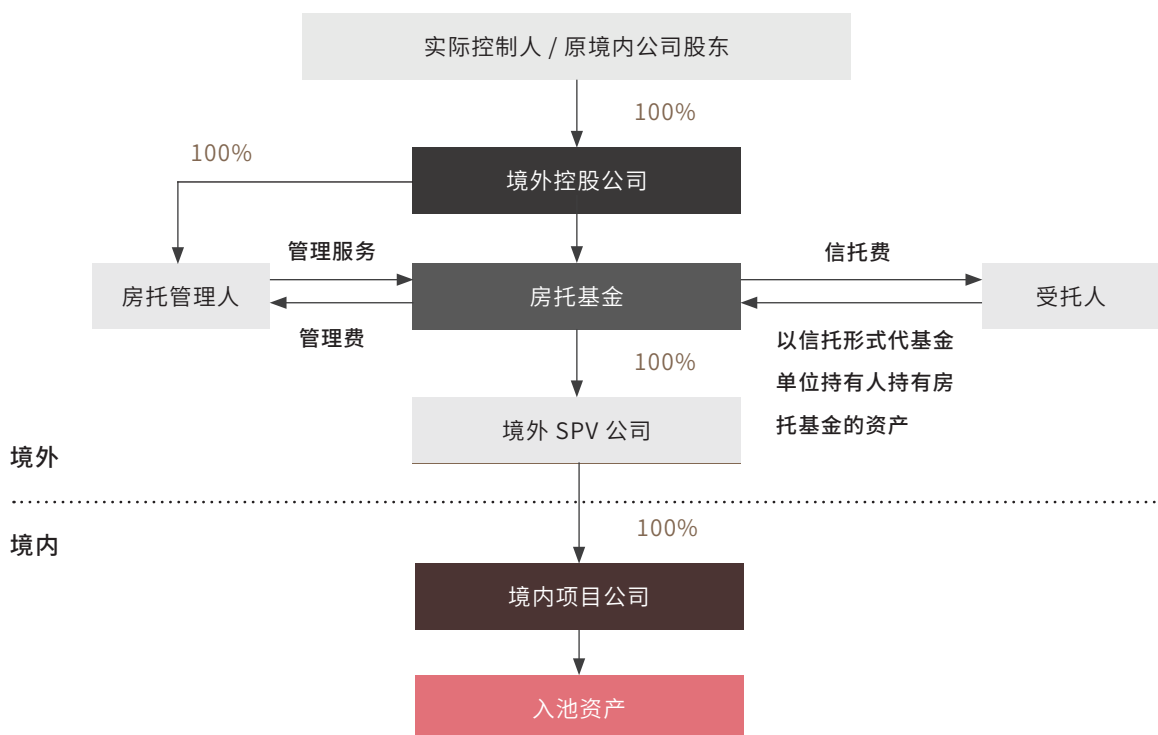 实际控制人 / 原境内公司股东
100%
100%
境外控股公司
管理服务
信托费
房托管理人
房托基金
受托人
管理费
100%
以信托形式代基金
单位持有人持有房
托基金的资产
境外 SPV 公司
境外
100%
境内
境内项目公司
入池资产